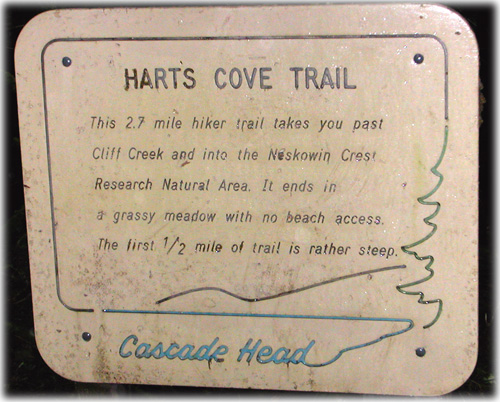 HARTS COVE TRAIL
This 2.7 mile hiker trail takes you past
Cliff Creek and into the Neskowin Crest
Research Natural Area. It ends in
a grassy meadow with no beach access.
The first 1/2 mile of trail is rather steep.
Cascade Head